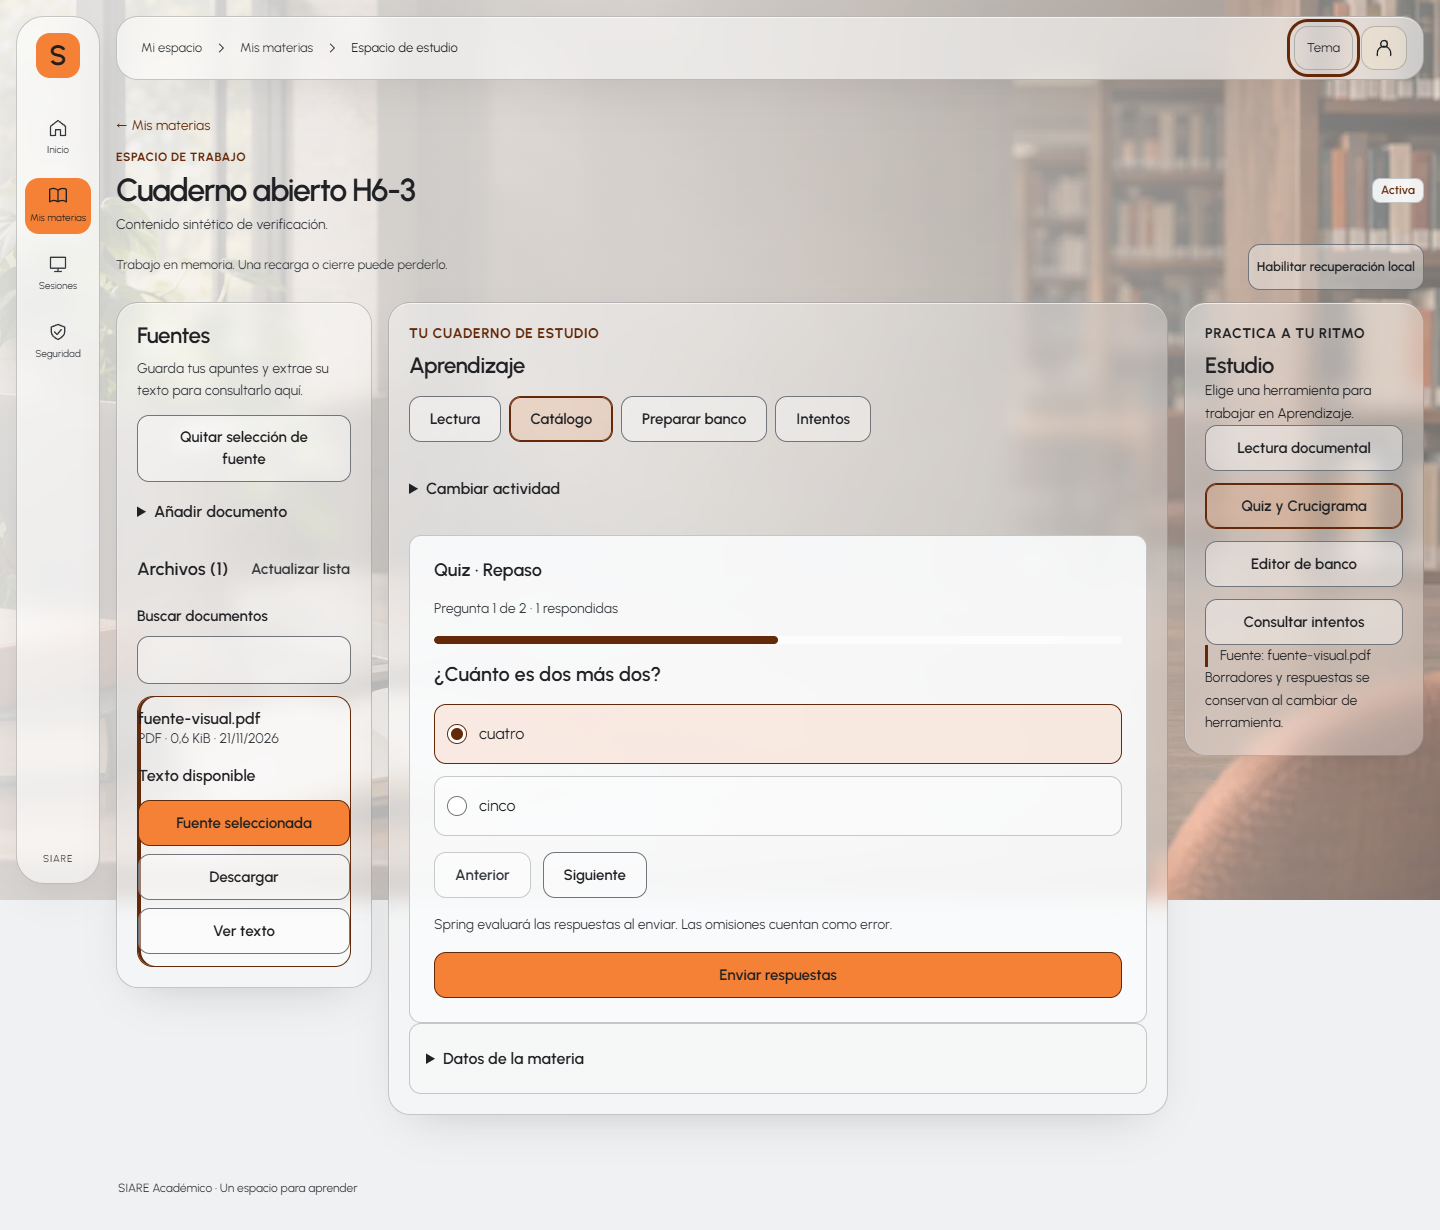 S
Inicio
Mis materias
Sesiones
Seguridad
SIARE
Mi espacio > Mis materias > Espacio de estudio
Tema
← Mis materias
ESPACIO DE TRABAJO
Cuaderno abierto H6-3
Activa
Contenido sintético de verificación.
Trabajo en memoria. Una recarga o cierre puede perderlo.
Habilitar recuperación local
Fuentes
Guarda tus apuntes y extrae su
texto para consultarlo aquí.
Quitar selección de
fuente
Añadir documento
Archivos (1)
Actualizar lista
Buscar documentos
fuente-visual.pdf
PDF · 0,6 KiB · 21/11/2026
Texto disponible
Fuente seleccionada
Descargar
Ver texto
TU CUADERNO DE ESTUDIO
Aprendizaje
Lectura
Catálogo
Preparar banco
Intentos
Cambiar actividad
Quiz · Repaso
Pregunta 1 de 2 · 1 respondidas
¿Cuánto es dos más dos?
cuatro
cinco
Anterior
Siguiente
Spring evaluará las respuestas al enviar. Las omisiones cuentan como error.
Enviar respuestas
Datos de la materia
PRACTICA A TU RITMO
Estudio
Elige una herramienta para
trabajar en Aprendizaje.
Lectura documental
Quiz y Crucigrama
Editor de banco
Consultar intentos
Fuente: fuente-visual.pdf
Borradores y respuestas se
conservan al cambiar de
herramienta.
SIARE Académico · Un espacio para aprender